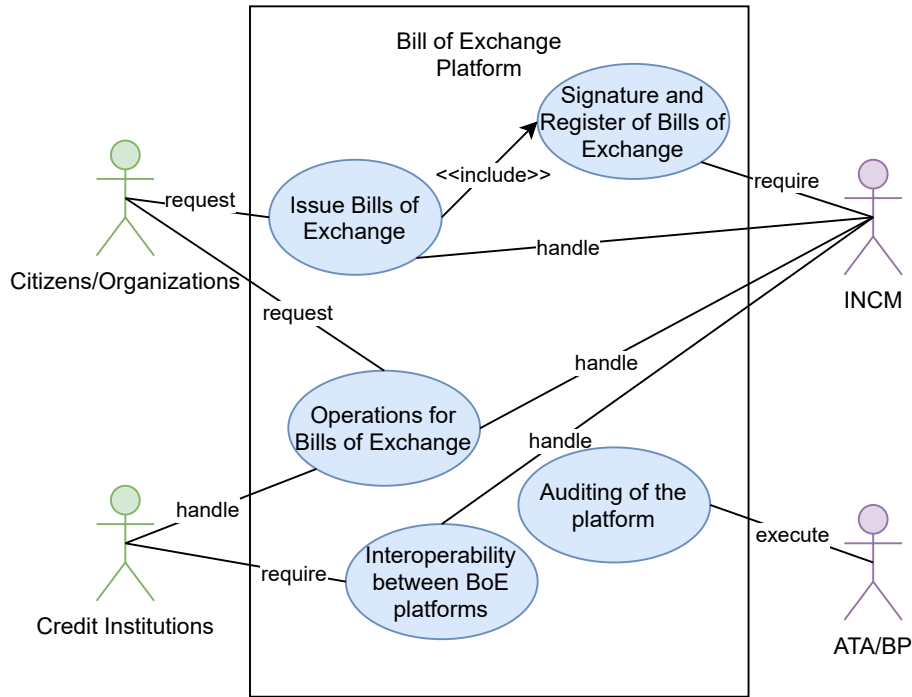 Bill of Exchange
Platform
Signature and
Register of Bills of
Exchange
<<include>>
request
require
Issue Bills of
Exchange
handle
Citizens/Organizations
INCM
request
handle
Operations for
Bills of Exchange
handle
Auditing of the
platform
handle
execute
Interoperability
between BoE
platforms
require
Credit Institutions
ATA/BP